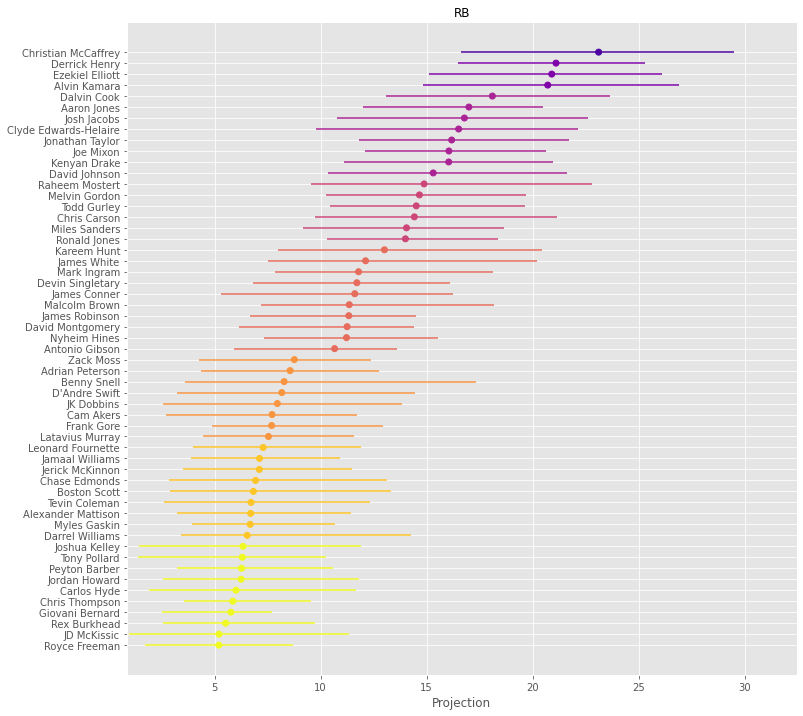 RB
Christian McCaffrey
Derrick Henry
Ezekiel Elliott
Alvin Kamara
Dalvin Cook
Aaron Jones
Josh Jacobs
Clyde Edwards-Helaire
Jonathan Taylor
Joe Mixon
Kenyan Drake
David Johnson
Raheem Mostert
Melvin Gordon
Todd Gurley
Chris Carson
Miles Sanders
Ronald Jones
Kareem Hunt
James White
Mark Ingram
Devin Singletary
James Conner
Malcolm Brown
James Robinson
David Montgomery
Nyheim Hines
Antonio Gibson
Zack Moss
Adrian Peterson
Benny Snell
D'Andre Swift
JK Dobbins
Cam Akers
Frank Gore
Latavius Murray
Leonard Fournette
Jamaal Williams
Jerick McKinnon
Chase Edmonds
Boston Scott
Tevin Coleman
Alexander Mattison
Myles Gaskin
Darrel Williams
Joshua Kelley
Tony Pollard
Peyton Barber
Jordan Howard
Carlos Hyde
Chris Thompson
Giovani Bernard
Rex Burkhead
JD McKissic
Royce Freeman
5 10 15 20 25 30
Projection